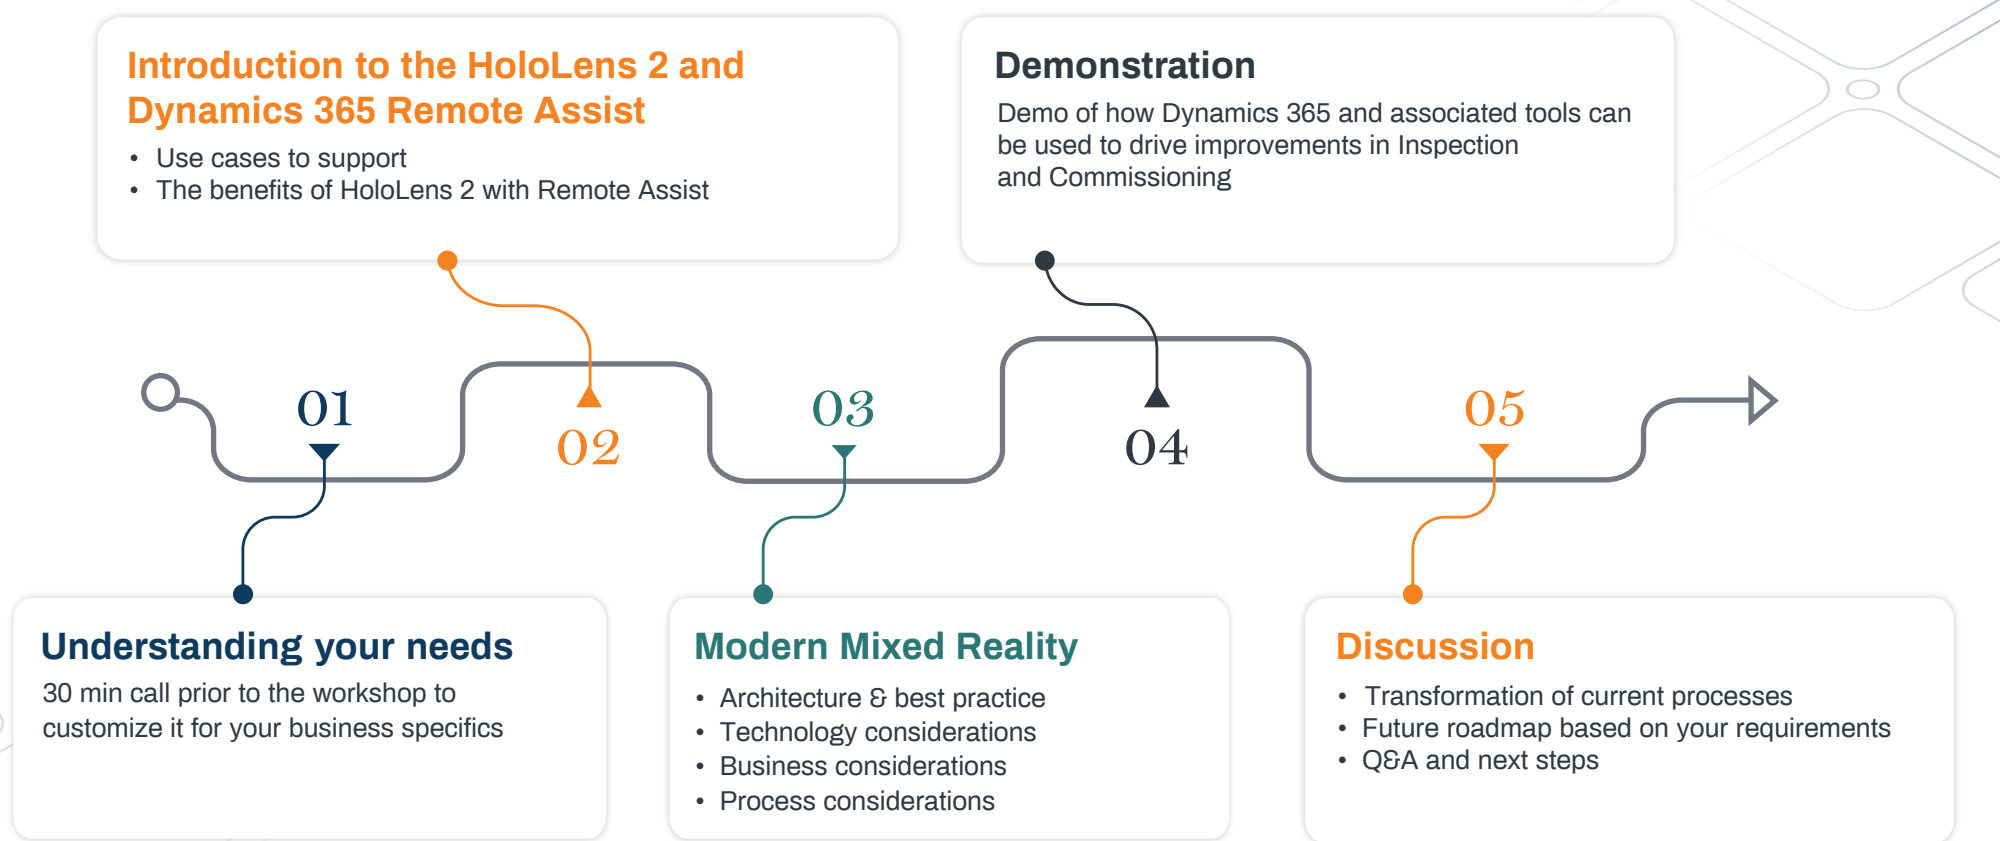 Introduction to the HoloLens 2 and
Dynamics 365 Remote Assist
• Use cases to support
• The benefits of HoloLens 2 with Remote Assist
Demonstration
Demo of how Dynamics 365 and associated tools can
be used to drive improvements in Inspection
and Commissioning
01
02
03
04
05
Understanding your needs
30 min call prior to the workshop to
customize it for your business specifics
Modern Mixed Reality
• Architecture & best practice
• Technology considerations
• Business considerations
• Process considerations
Discussion
• Transformation of current processes
• Future roadmap based on your requirements
• Q&A and next steps